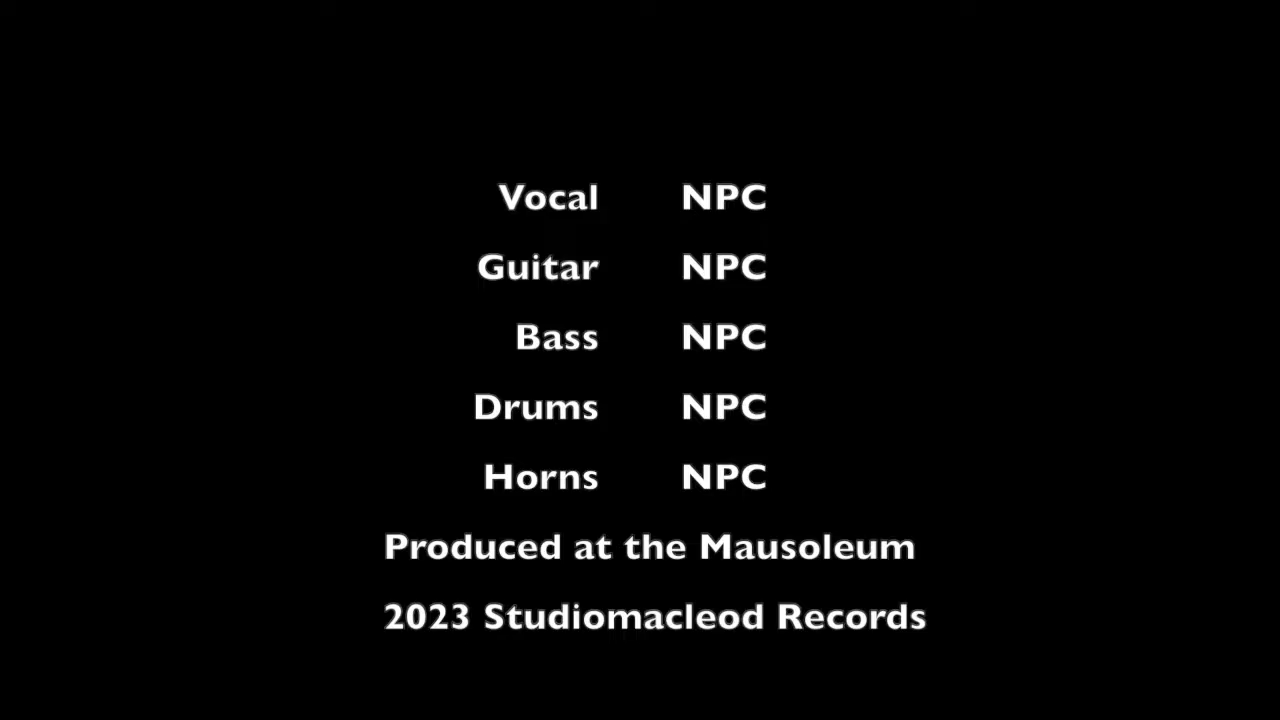 Vocal NPC
Guitar NPC
Bass NPC
Drums NPC
Horns NPC
Produced at the Mausoleum
2023 Studiomacleod Records